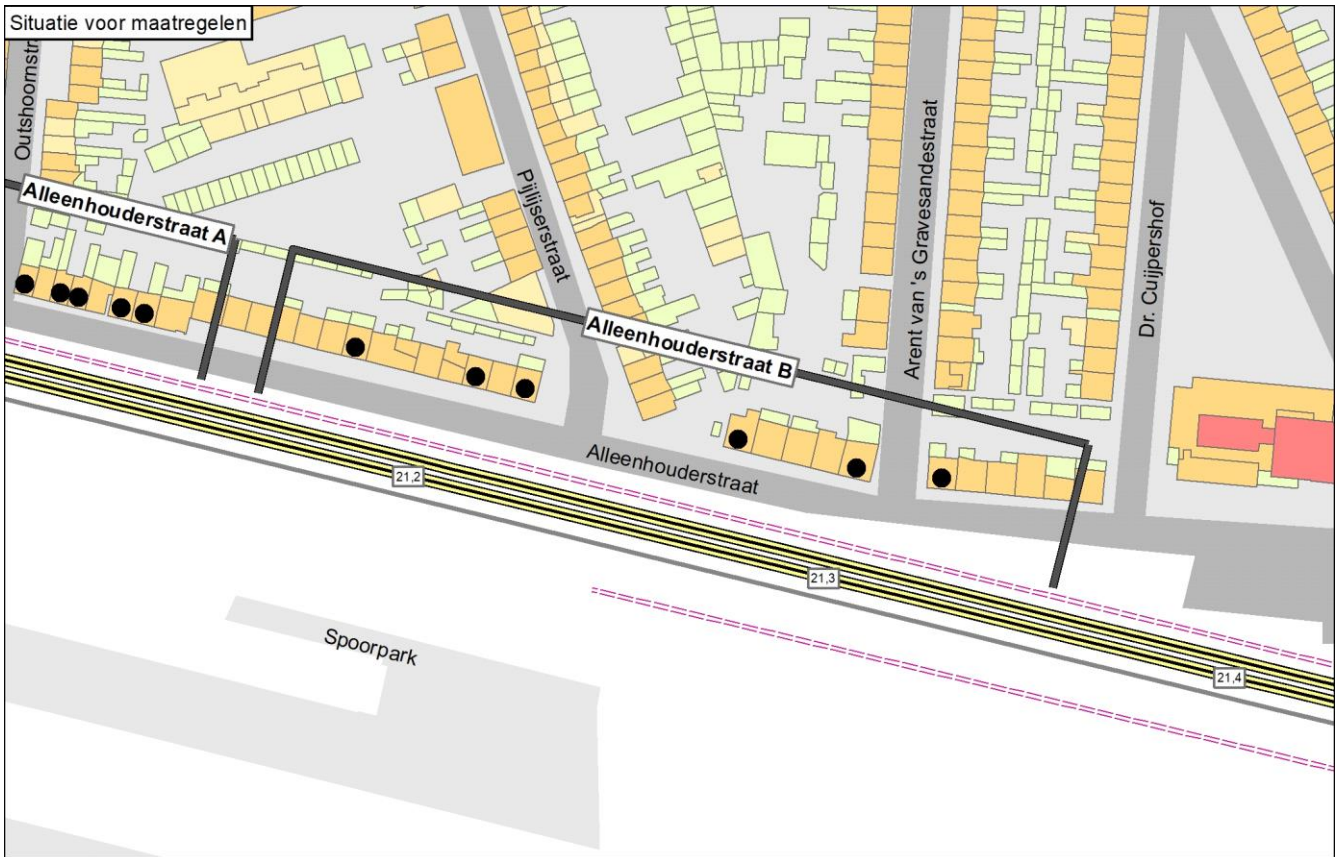 Situatie voor maatregelen
Outshoornstr
Alleenhouderstraat A
Pijlijserstraat
Alleenhouderstraat B
Arent van 's Gravesandestraat
Dr. Cuijpershof
Alleenhouderstraat
21,2
21,3
21,4
Spoorpark